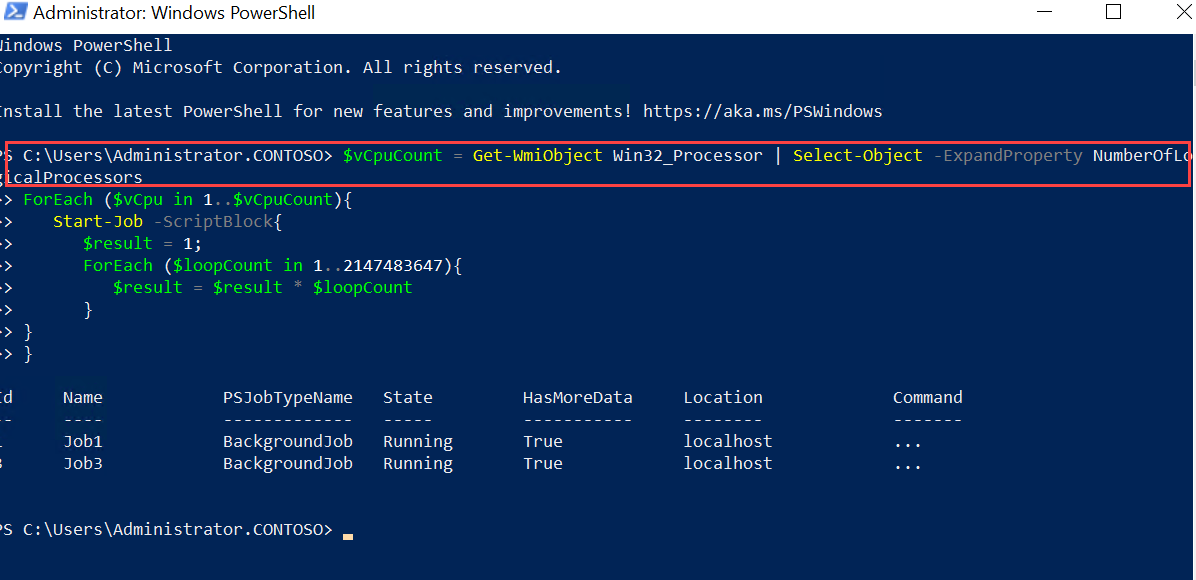 Administrator: Windows PowerShell
Windows PowerShell
Copyright (C) Microsoft Corporation. All rights reserved.
Install the latest PowerShell for new features and improvements! https://aka.ms/PSWindows
PS C:\Users\Administrator.CONTOSO> $vCpuCount = Get-WmiObject Win32_Processor | Select-Object -ExpandProperty NumberOfLo
gicalProcessors
>> ForEach ($vCpu in 1..$vCpuCount){
>> Start-Job -ScriptBlock{
>> $result = 1;
>> ForEach ($loopCount in 1..2147483647){
>> $result = $result * $loopCount
>> }
>> }
>> }
Id Name PSJobTypeName State HasMoreData Location Command
-- ---- ------------- ----- ----------- -------- -------
1 Job1 BackgroundJob Running True localhost ...
3 Job3 BackgroundJob Running True localhost ...
PS C:\Users\Administrator.CONTOSO>